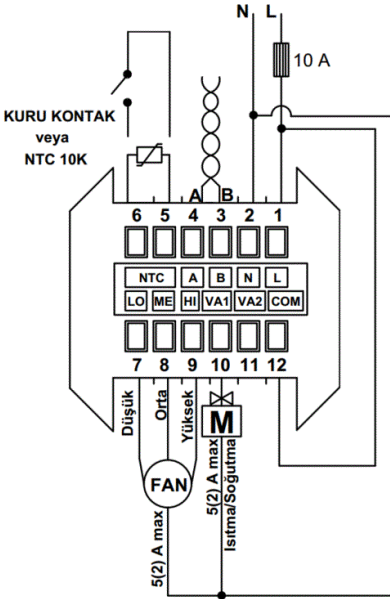 N L
10 A
KURU KONTAK
veya
NTC 10K
A B
6 5 4 3 2 1
NTC A B N L
LO ME HI VA1 VA2 COM
7 8 9 10 11 12
Düşük
Orta
Yüksek
M
FAN
5(2) A max
5(2) A max
Isıtma/Soğutma